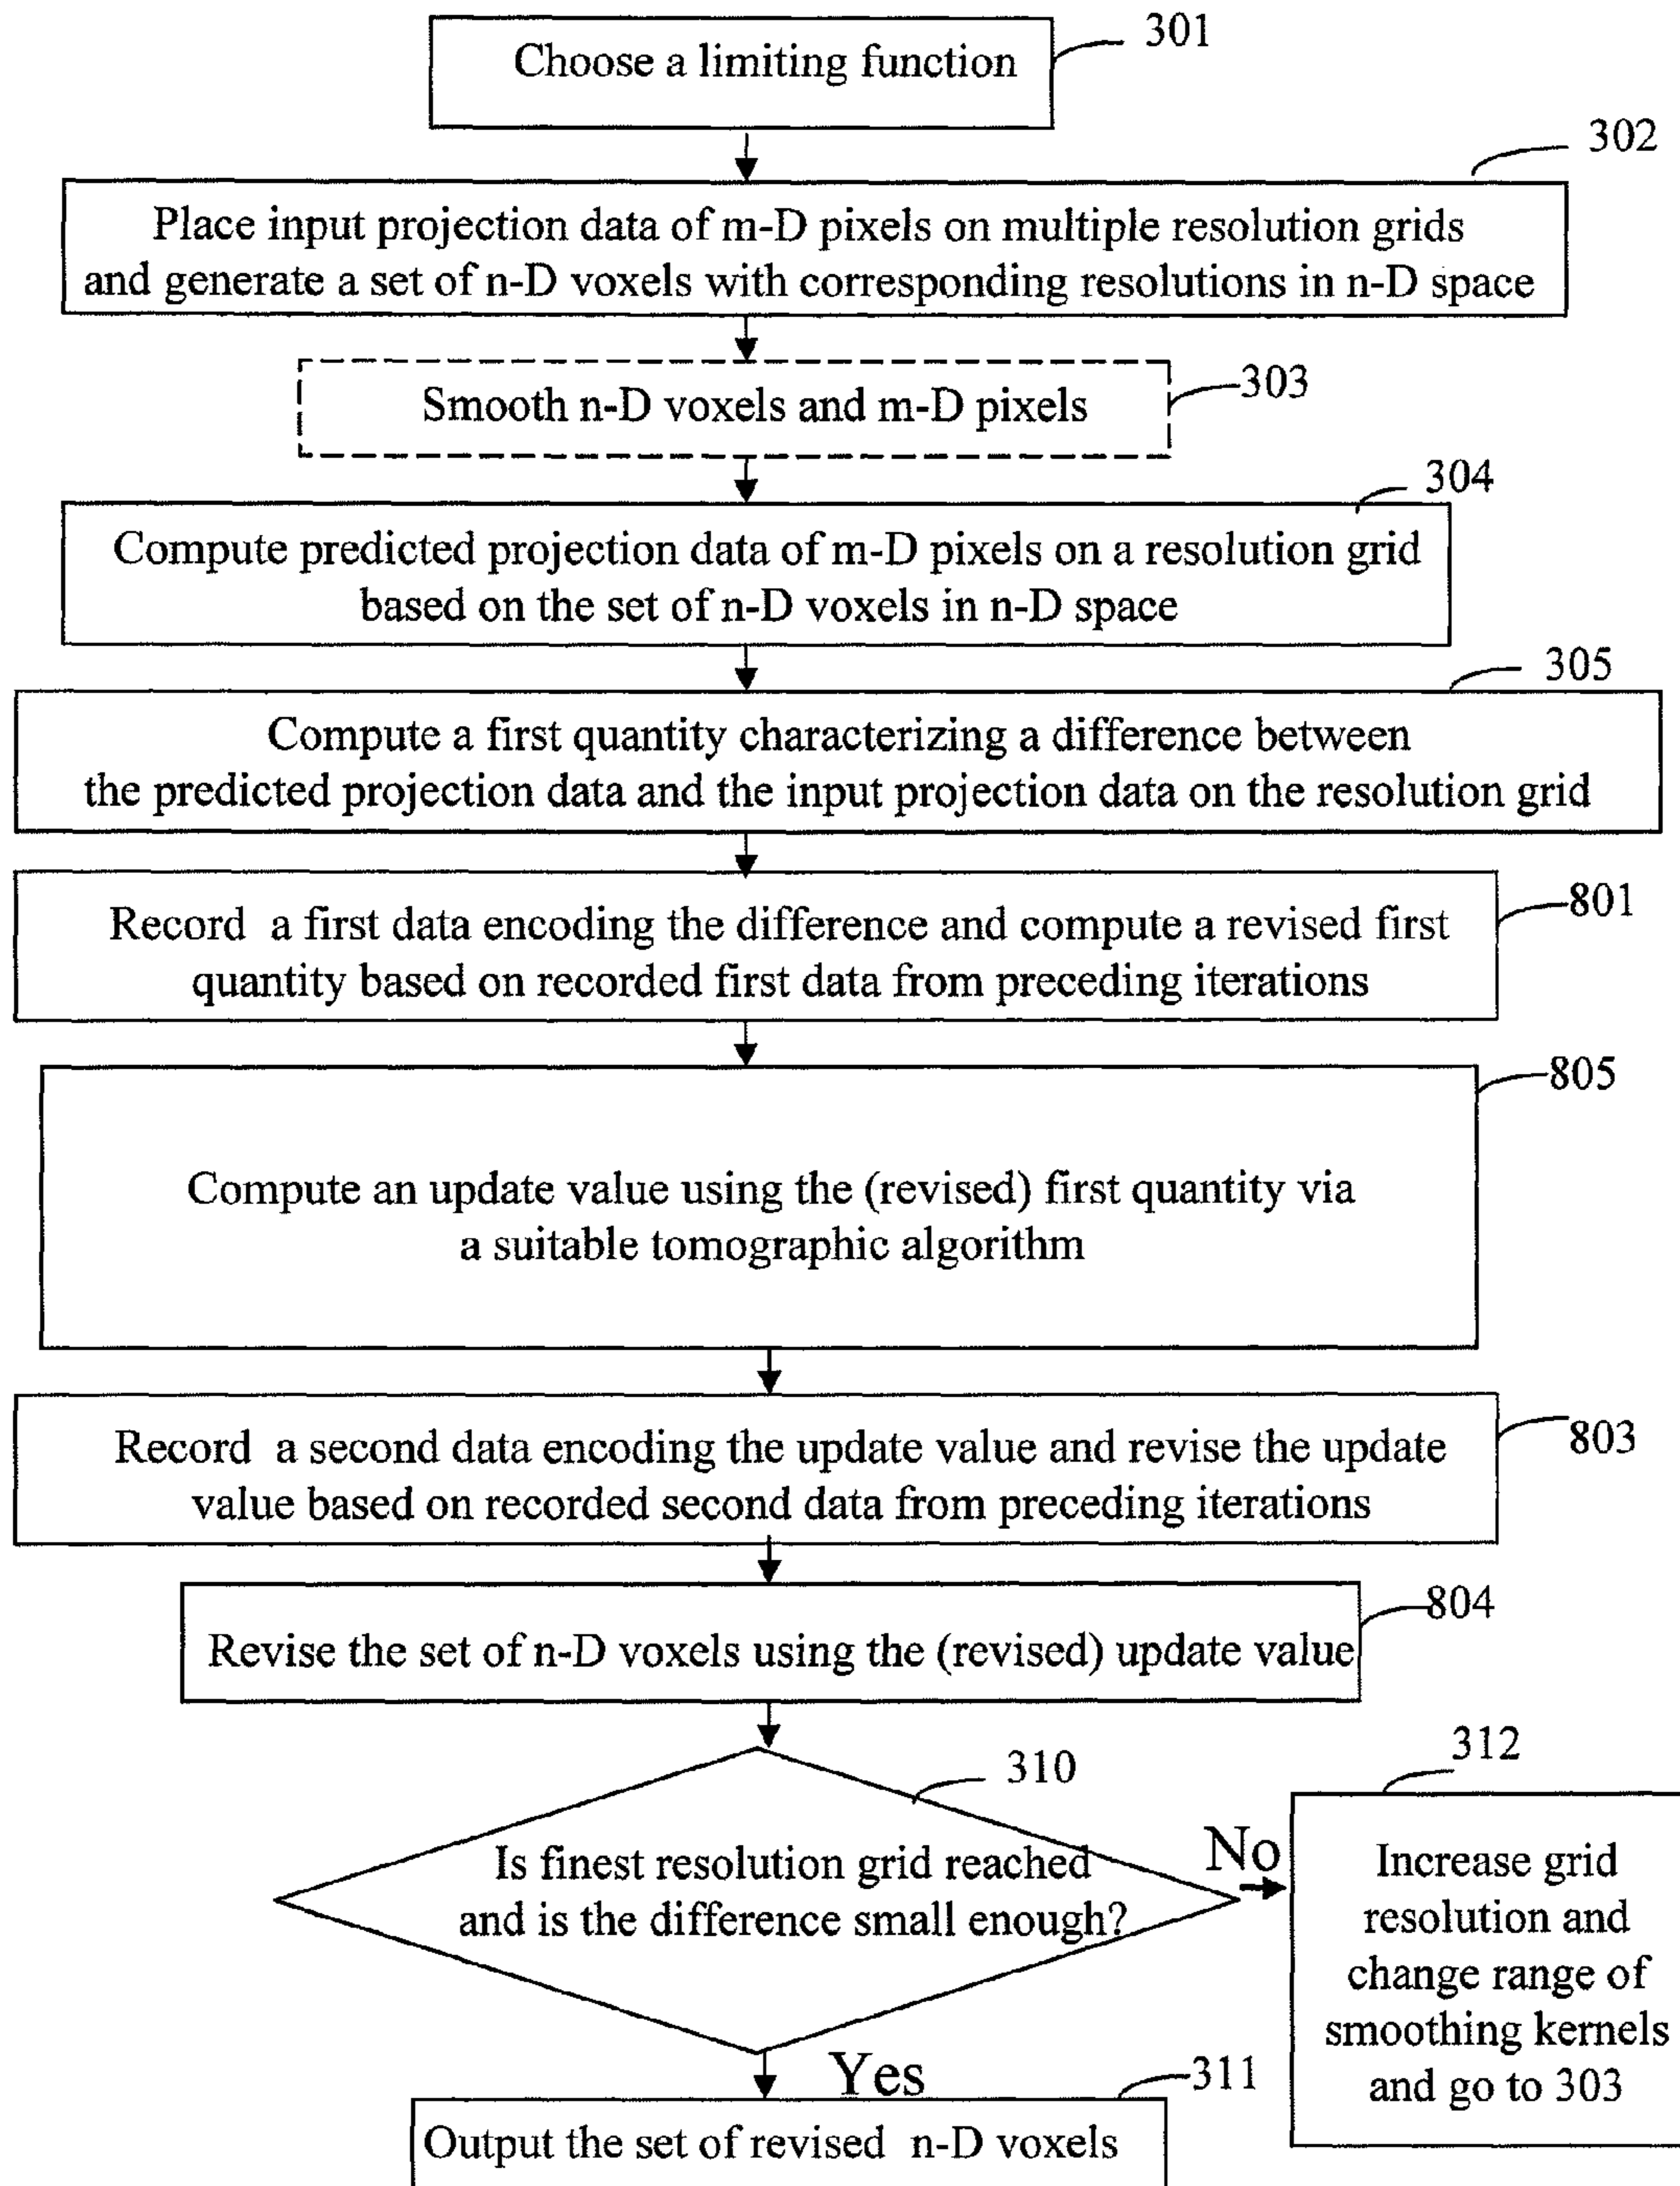 Choose a limiting function
301
302
Place input projection data of m-D pixels on multiple resolution grids
and generate a set of n-D voxels with corresponding resolutions in n-D space
Smooth n-D voxels and m-D pixels
303
304
Compute predicted projection data of m-D pixels on a resolution grid
based on the set of n-D voxels in n-D space
305
Compute a first quantity characterizing a difference between
the predicted projection data and the input projection data on the resolution grid
801
Record a first data encoding the difference and compute a revised first
quantity based on recorded first data from preceding iterations
805
Compute an update value using the (revised) first quantity via
a suitable tomographic algorithm
803
Record a second data encoding the update value and revise the update
value based on recorded second data from preceding iterations
804
Revise the set of n-D voxels using the (revised) update value
310
Is finest resolution grid reached
and is the difference small enough?
No
312
Increase grid
resolution and
change range of
smoothing kernels
and go to 303
Yes
311
Output the set of revised n-D voxels